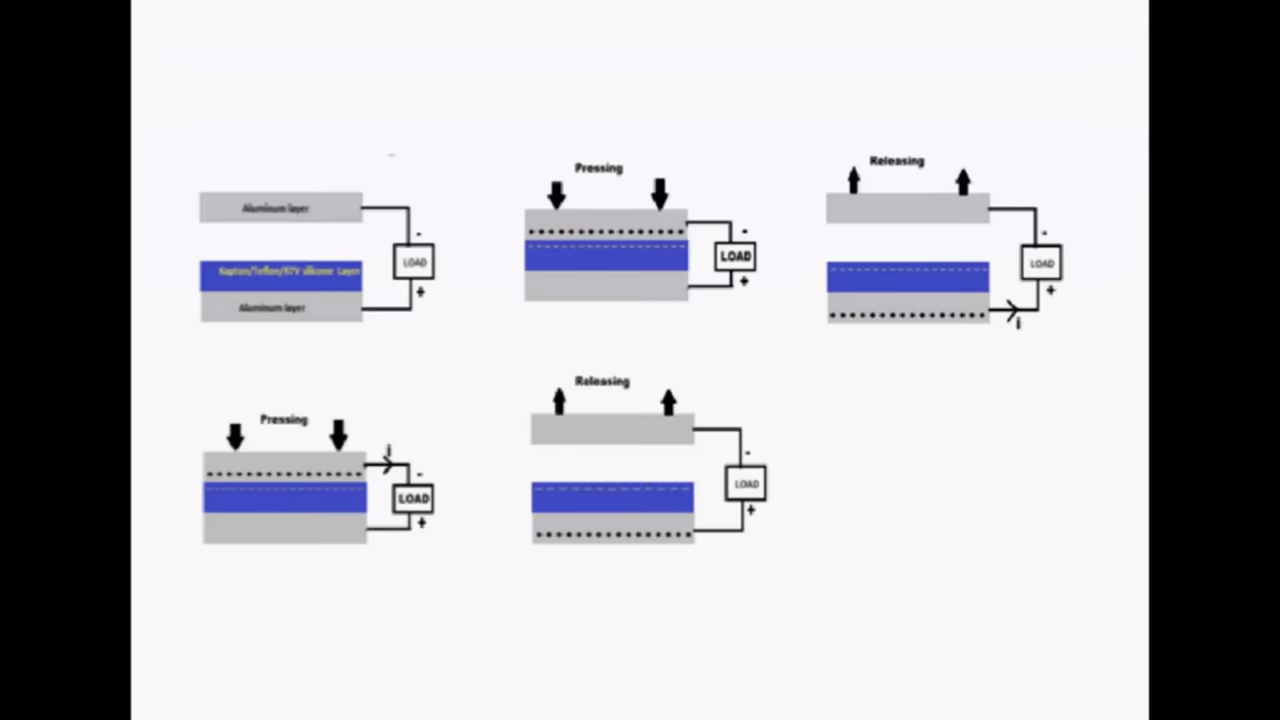 Aluminum layer
-
LOAD
+
Kapton/Teflon/RTV silicone Layer
Aluminum layer
Pressing
-
LOAD
+
Releasing
-
LOAD
+
i
Pressing
i
-
LOAD
+
Releasing
-
LOAD
+